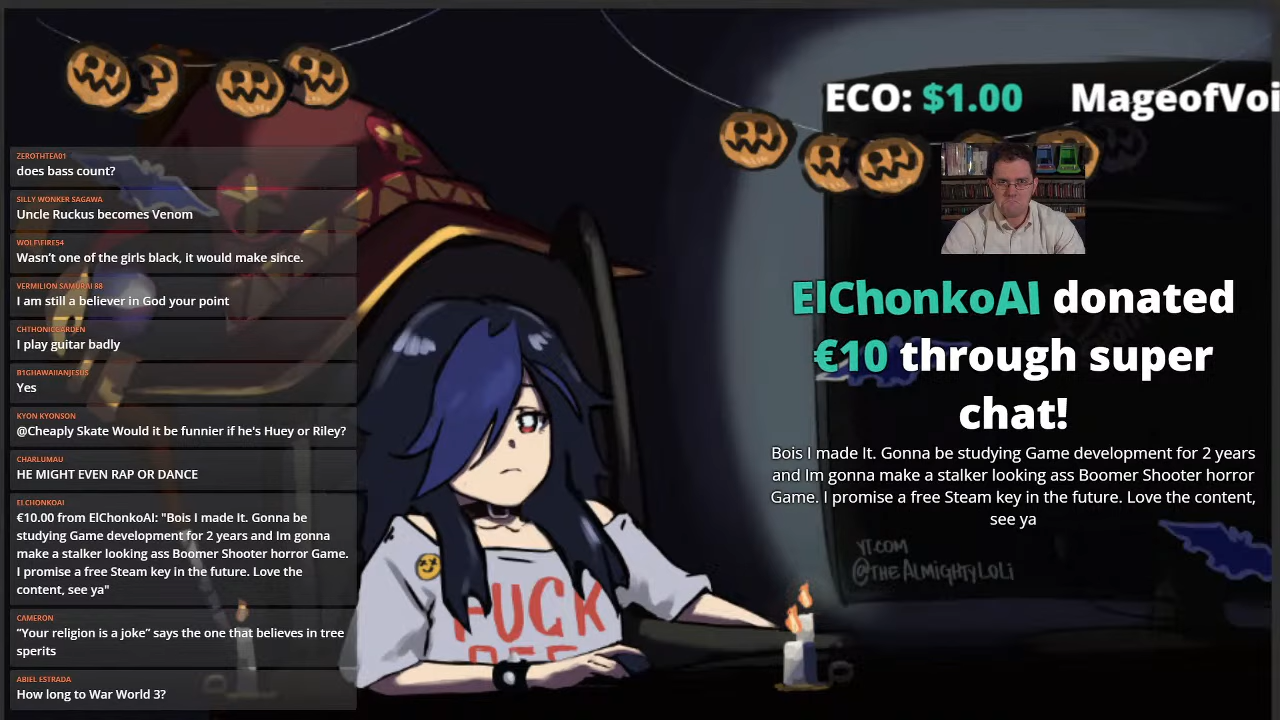 ECO: $1.00 MageofVoi
ZEROTHTEA01
does bass count?
SILLY WONKER SAGAWA
Uncle Ruckus becomes Venom
WOLF\FIRE54
Wasn't one of the girls black, it would make since.
VERMILION SAMURAI 88
I am still a believer in God your point
CHTHONICGARDEN
I play guitar badly
B1GHAWAIIANJESUS
Yes
KYON KYONSON
@Cheaply Skate Would it be funnier if he's Huey or Riley?
CHARLUMAU
HE MIGHT EVEN RAP OR DANCE
ELCHONKOAI
€10.00 from ElChonkoAI: "Bois I made It. Gonna be
studying Game development for 2 years and Im gonna
make a stalker looking ass Boomer Shooter horror Game.
I promise a free Steam key in the future. Love the
content, see ya"
CAMERON
“Your religion is a joke” says the one that believes in tree
sperits
ABIEL ESTRADA
How long to War World 3?
ElChonkoAI donated
€10 through super
chat!
Bois I made It. Gonna be studying Game development for 2 years
and Im gonna make a stalker looking ass Boomer Shooter horror
Game. I promise a free Steam key in the future. Love the content,
see ya
YT.COM
@THEALMIGHTYLOLI
FUCK